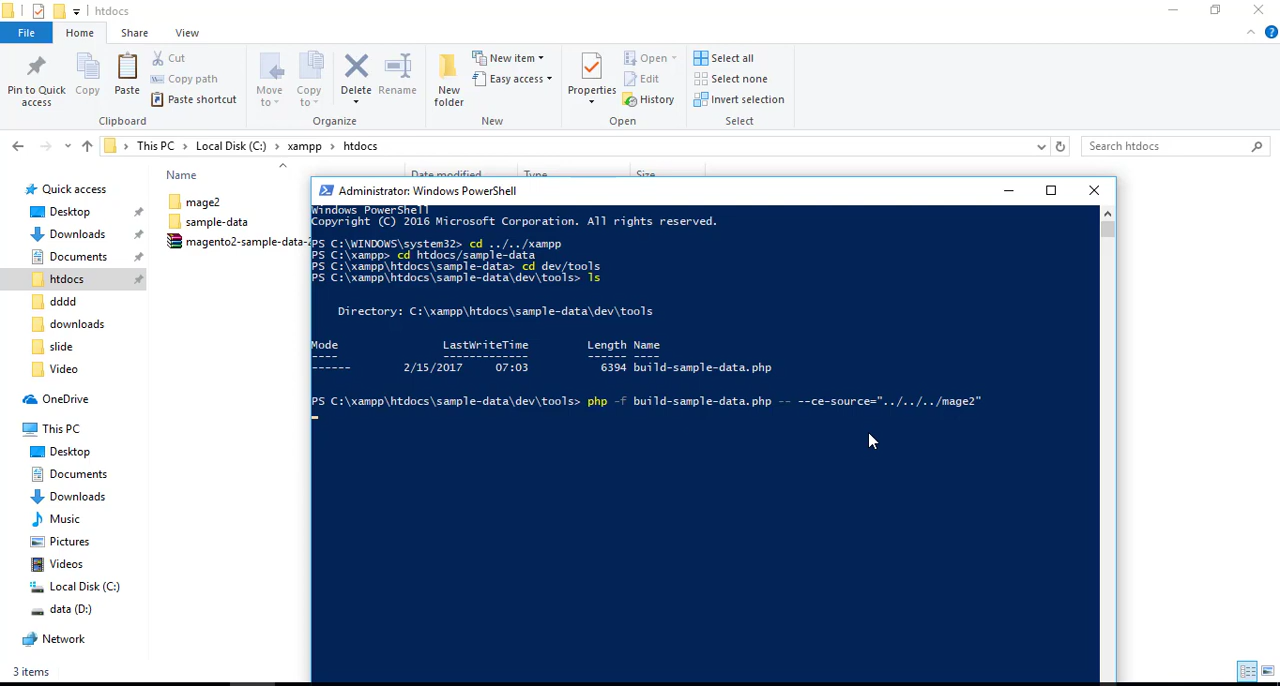 htdocs
File Home Share View
Pin to Quick access
Copy
Paste
Cut
Copy path
Paste shortcut
Clipboard
Move to
Copy to
Delete
Rename
Organize
New folder
New item
Easy access
New
Properties
Open
Edit
History
Open
Select all
Select none
Invert selection
Select
This PC > Local Disk (C:) > xampp > htdocs
Search htdocs
Name
Date modified Type Size
Quick access
Desktop
Downloads
Documents
htdocs
dddd
downloads
slide
Video
OneDrive
This PC
Desktop
Documents
Downloads
Music
Pictures
Videos
Local Disk (C:)
data (D:)
Network
3 items
mage2
sample-data
magento2-sample-data-2
Administrator: Windows PowerShell
Windows PowerShell
Copyright (C) 2016 Microsoft Corporation. All rights reserved.
PS C:\WINDOWS\system32> cd ../../xampp
PS C:\xampp> cd htdocs/sample-data
PS C:\xampp\htdocs\sample-data> cd dev/tools
PS C:\xampp\htdocs\sample-data\dev\tools> ls
Directory: C:\xampp\htdocs\sample-data\dev\tools
Mode LastWriteTime Length Name
---- ------------- ------ ----
------ 2/15/2017 07:03 6394 build-sample-data.php
PS C:\xampp\htdocs\sample-data\dev\tools> php -f build-sample-data.php -- --ce-source="../../../mage2"